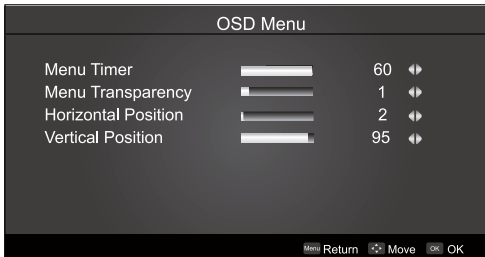 OSD Menu
Menu Timer 60
Menu Transparency 1
Horizontal Position 2
Vertical Position 95
Menu Return Move OK OK